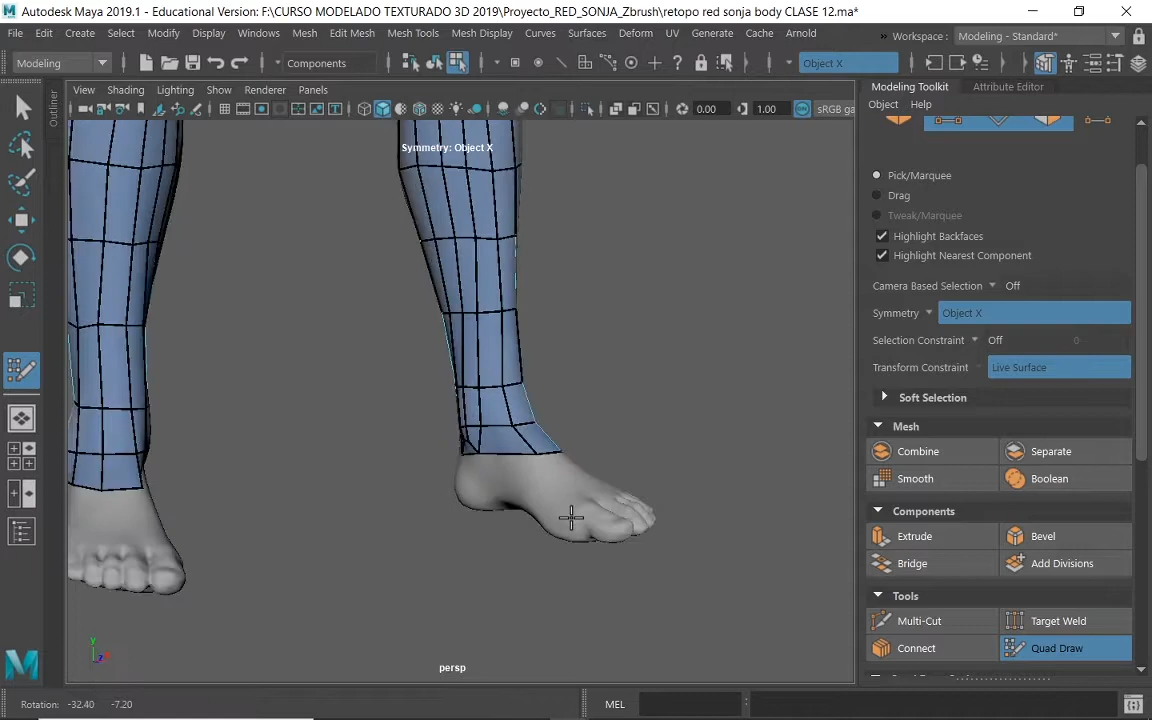 Autodesk Maya 2019.1 - Educational Version: F:\CURSO MODELADO TEXTURADO 3D 2019\Proyecto_RED_SONJA_Zbrush\retopo red sonja body CLASE 12.ma*
File Edit Create Select Modify Display Windows Mesh Edit Mesh Mesh Tools Mesh Display Curves Surfaces Deform UV Generate Cache Arnold
» Workspace : Modeling - Standard*
Modeling Components ? Object X
View Shading Lighting Show Renderer Panels
0.00 1.00 sRGB ga
Outliner
Symmetry: Object X
y
z
persp
Modeling Toolkit Attribute Editor
Object Help
Pick/Marquee
Drag
Tweak/Marquee
Highlight Backfaces
Highlight Nearest Component
Camera Based Selection Off
Symmetry Object X
Selection Constraint Off 0
Transform Constraint Live Surface
Soft Selection
Mesh
Combine Separate
Smooth Boolean
Components
Extrude Bevel
Bridge Add Divisions
Tools
Multi-Cut Target Weld
Connect Quad Draw
Rotation: -32.40 -7.20 MEL